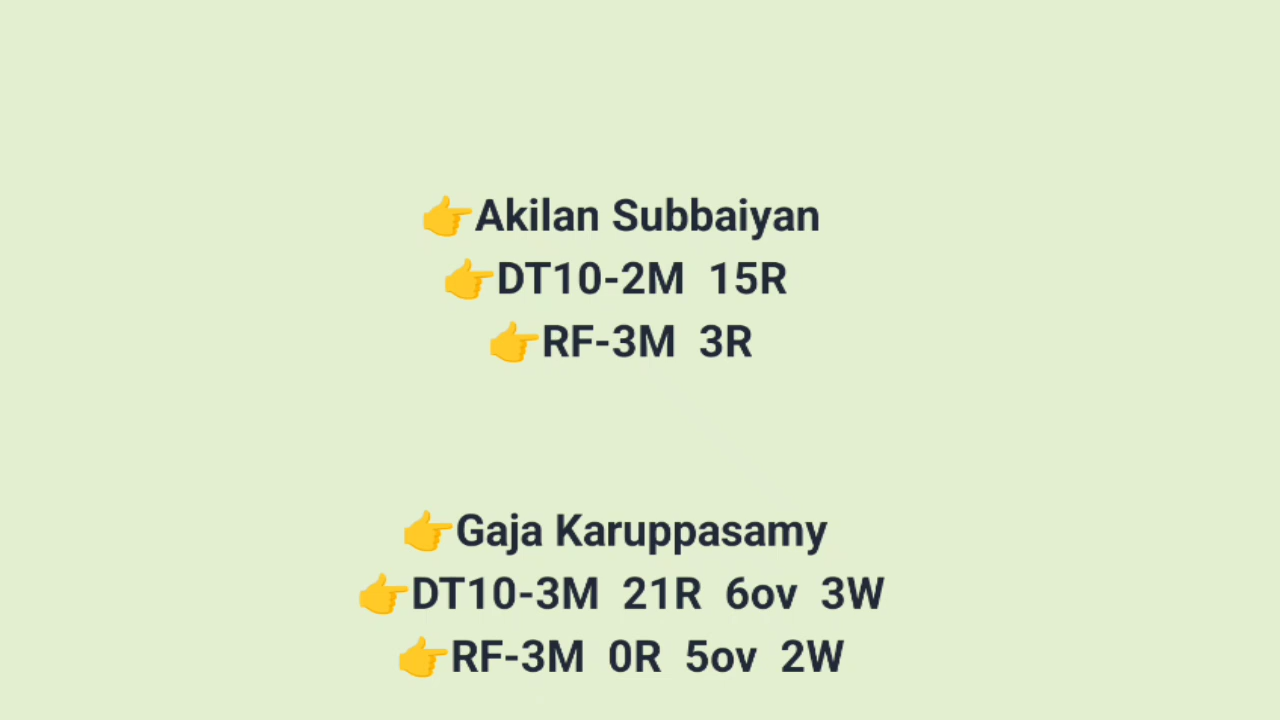 👉Akilan Subbaiyan
👉DT10-2M 15R
👉RF-3M 3R
👉Gaja Karuppasamy
👉DT10-3M 21R 6ov 3W
👉RF-3M 0R 5ov 2W